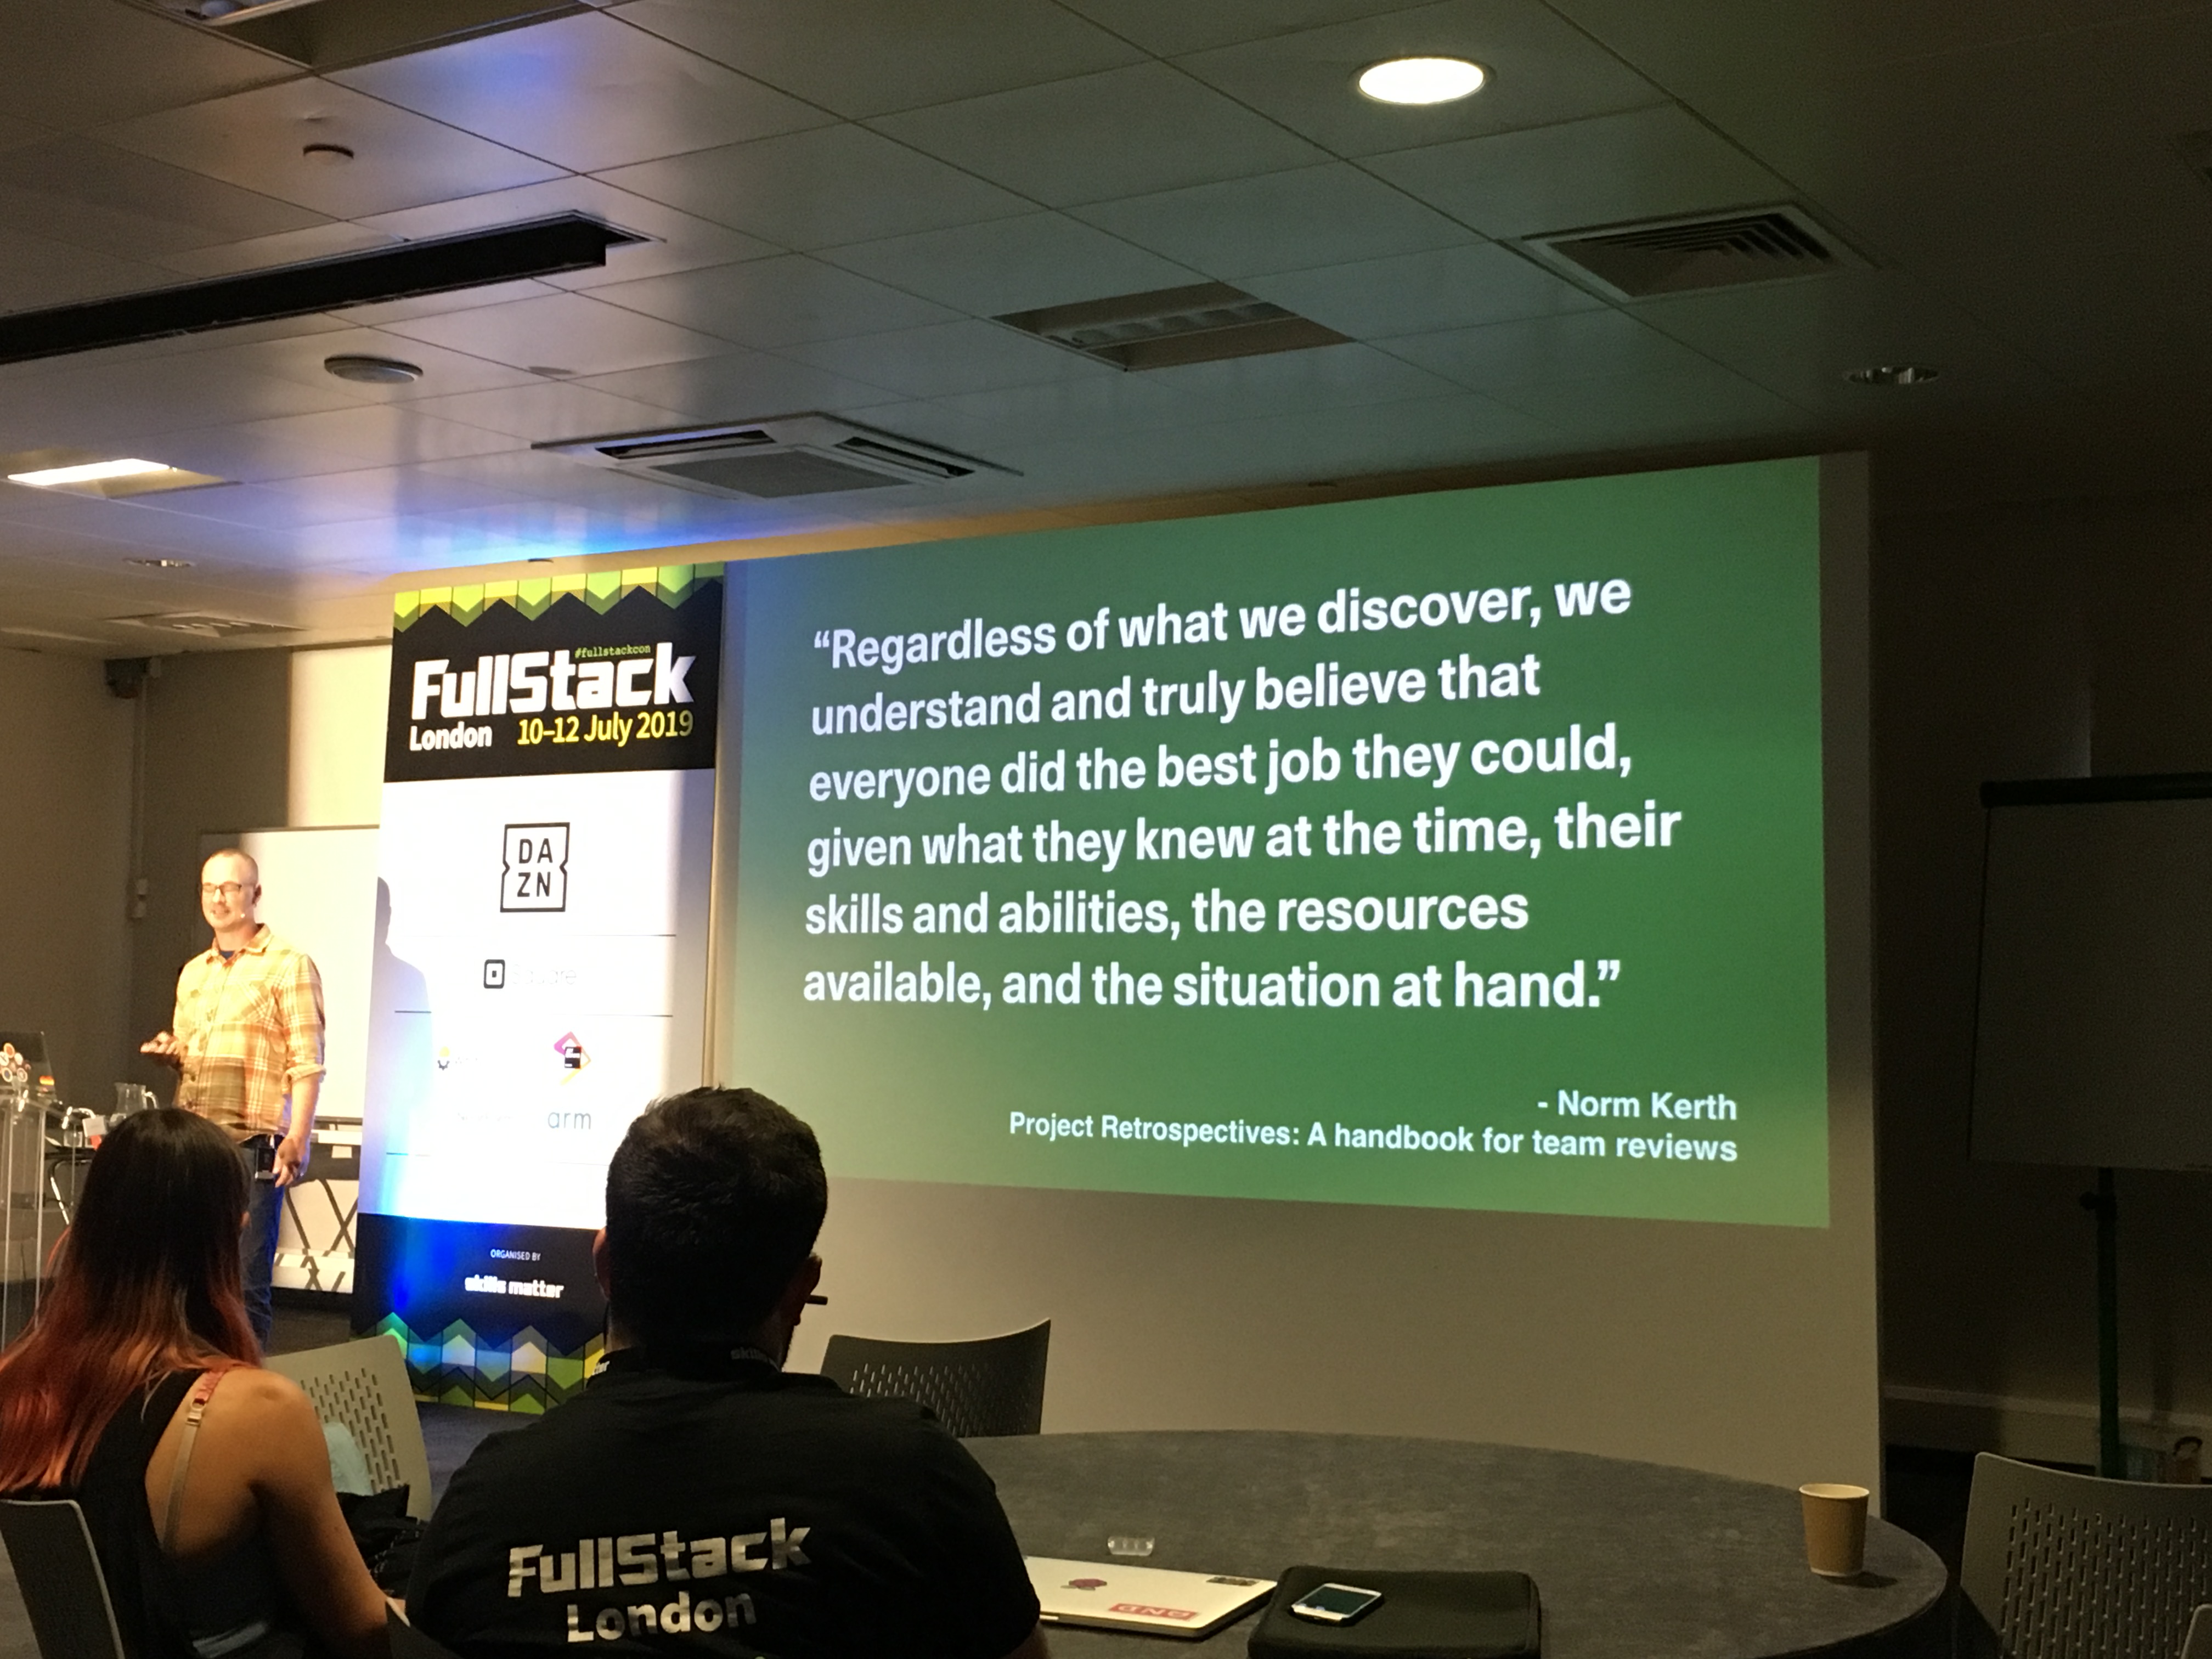 #fullstackcon
FullStack
London 10-12 July 2019
DA
ZN
Square
arm
ORGANISED BY
skills matter
“Regardless of what we discover, we
understand and truly believe that
everyone did the best job they could,
given what they knew at the time, their
skills and abilities, the resources
available, and the situation at hand.”
- Norm Kerth
Project Retrospectives: A handbook for team reviews
skills
FullStack
London